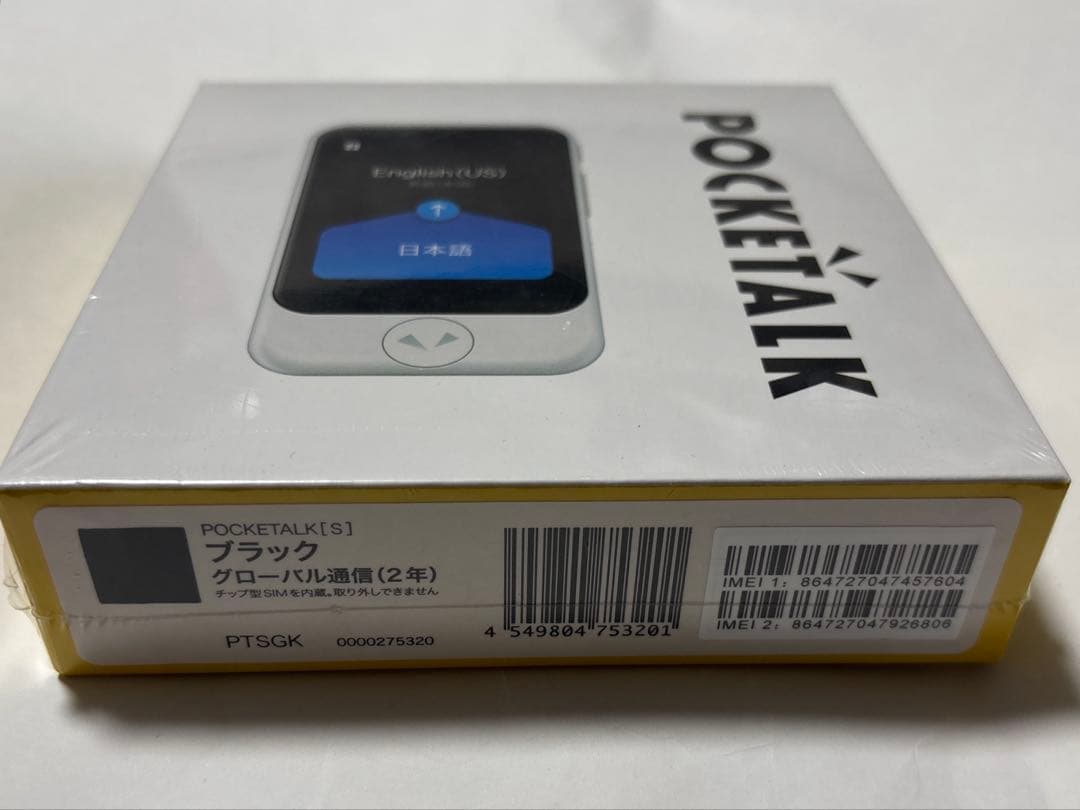 POCKETALK
English(US)
日本語
POCKETALK[S]
ブラック
グローバル通信(2年)
チップ型SIMを内蔵。取り外しできません
PTSGK 0000275320
4 549804 753201
IMEI 1: 864727047457604
IMEI 2: 864727047926806